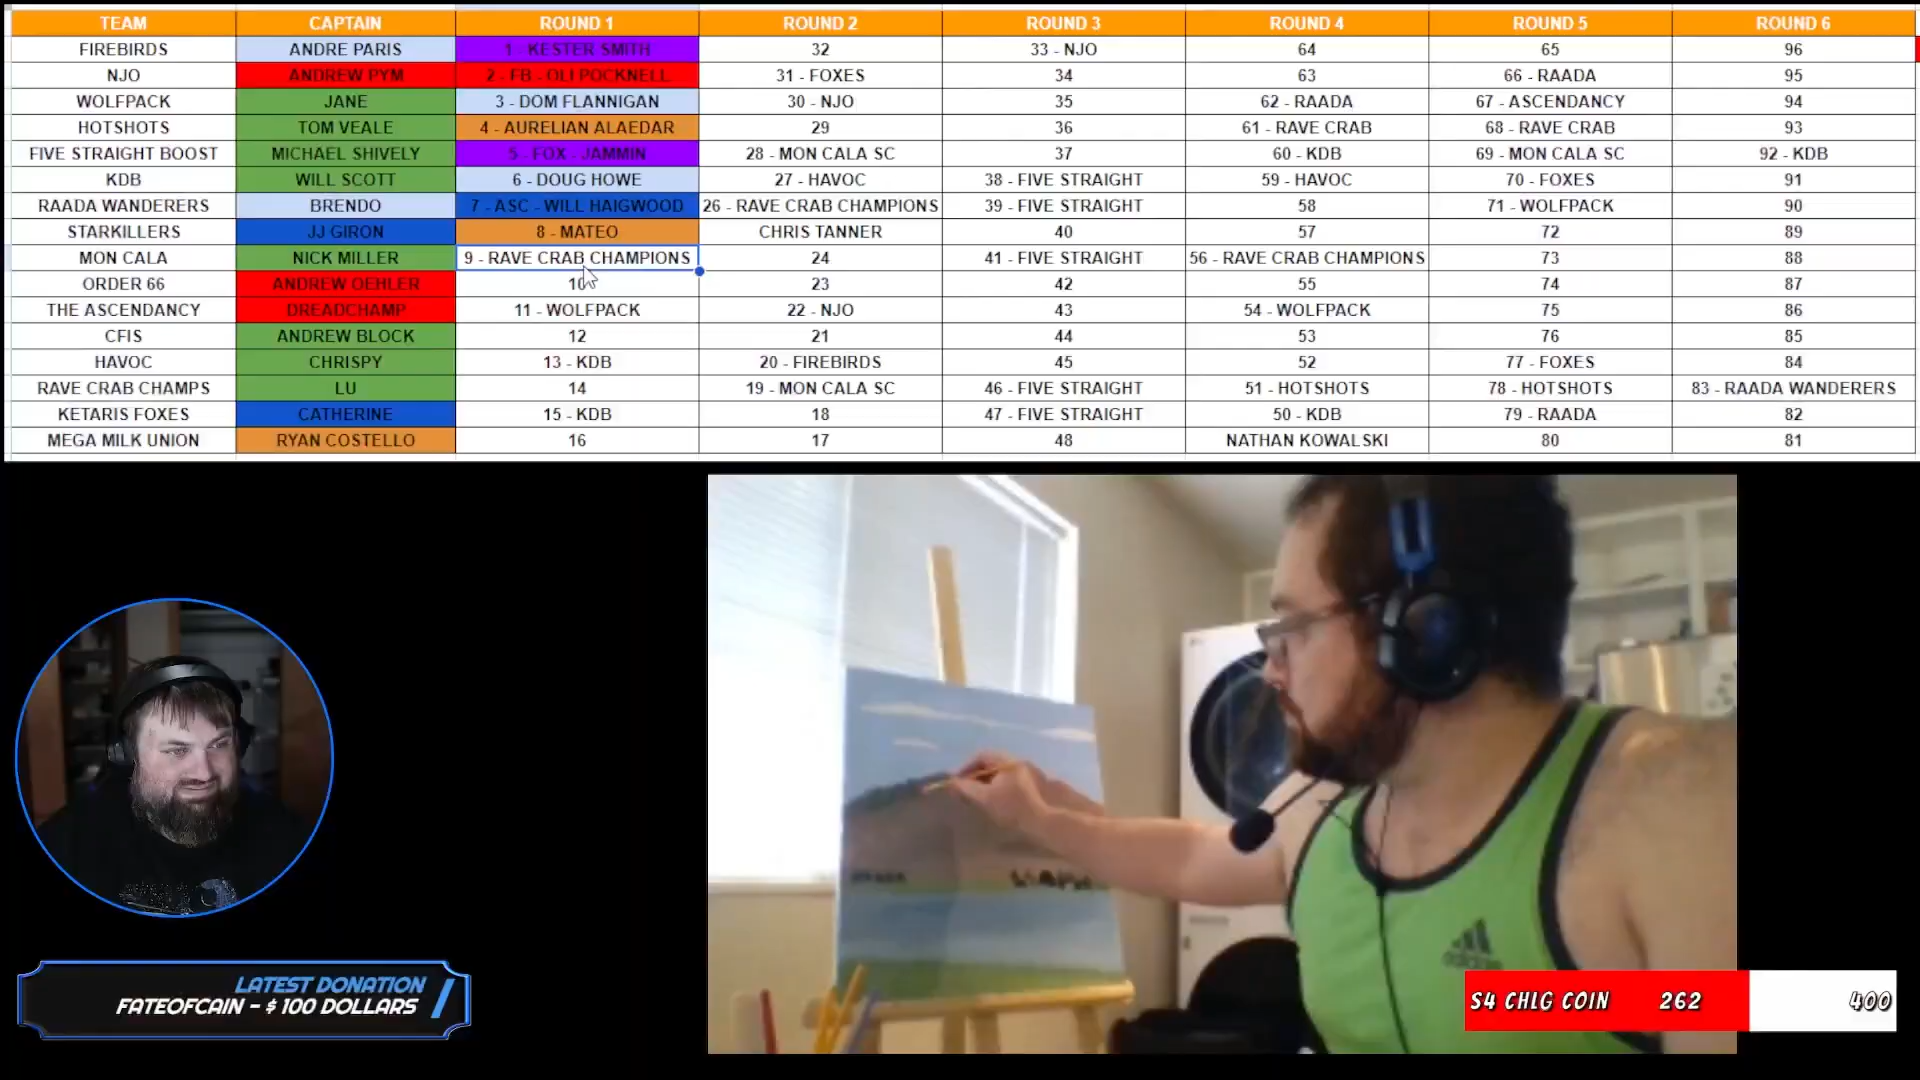 TEAM CAPTAIN ROUND 1 ROUND 2 ROUND 3 ROUND 4 ROUND 5 ROUND 6
FIREBIRDS ANDRE PARIS 1 - KESTER SMITH 32 33 - NJO 64 65 96
NJO ANDREW PYM 2 - FB - OLI POCKNELL 31 - FOXES 34 63 66 - RAADA 95
WOLFPACK JANE 3 - DOM FLANNIGAN 30 - NJO 35 62 - RAADA 67 - ASCENDANCY 94
HOTSHOTS TOM VEALE 4 - AURELIAN ALAEDAR 29 36 61 - RAVE CRAB 68 - RAVE CRAB 93
FIVE STRAIGHT BOOST MICHAEL SHIVELY 5 - FOX - JAMMIN 28 - MON CALA SC 37 60 - KDB 69 - MON CALA SC 92 - KDB
KDB WILL SCOTT 6 - DOUG HOWE 27 - HAVOC 38 - FIVE STRAIGHT 59 - HAVOC 70 - FOXES 91
RAADA WANDERERS BRENDO 7 - ASC - WILL HAIGWOOD 26 - RAVE CRAB CHAMPIONS 39 - FIVE STRAIGHT 58 71 - WOLFPACK 90
STARKILLERS JJ GIRON 8 - MATEO CHRIS TANNER 40 57 72 89
MON CALA NICK MILLER 9 - RAVE CRAB CHAMPIONS 24 41 - FIVE STRAIGHT 56 - RAVE CRAB CHAMPIONS 73 88
ORDER 66 ANDREW OEHLER 10 23 42 55 74 87
THE ASCENDANCY DREADCHAMP 11 - WOLFPACK 22 - NJO 43 54 - WOLFPACK 75 86
CFIS ANDREW BLOCK 12 21 44 53 76 85
HAVOC CHRISPY 13 - KDB 20 - FIREBIRDS 45 52 77 - FOXES 84
RAVE CRAB CHAMPS LU 14 19 - MON CALA SC 46 - FIVE STRAIGHT 51 - HOTSHOTS 78 - HOTSHOTS 83 - RAADA WANDERERS
KETARIS FOXES CATHERINE 15 - KDB 18 47 - FIVE STRAIGHT 50 - KDB 79 - RAADA 82
MEGA MILK UNION RYAN COSTELLO 16 17 48 NATHAN KOWALSKI 80 81
adidas
LATEST DONATION
FATEOFCAIN - $100 DOLLARS
S4 CHLG COIN 262 400